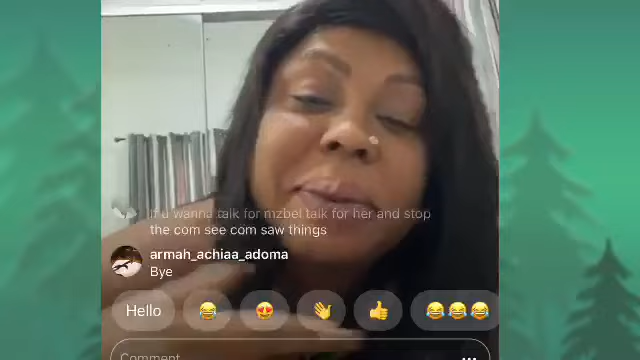 If u wanna talk for mzbel talk for her and stop
the com see com saw things
armah_achiaa_adoma
Bye
Hello
Comment